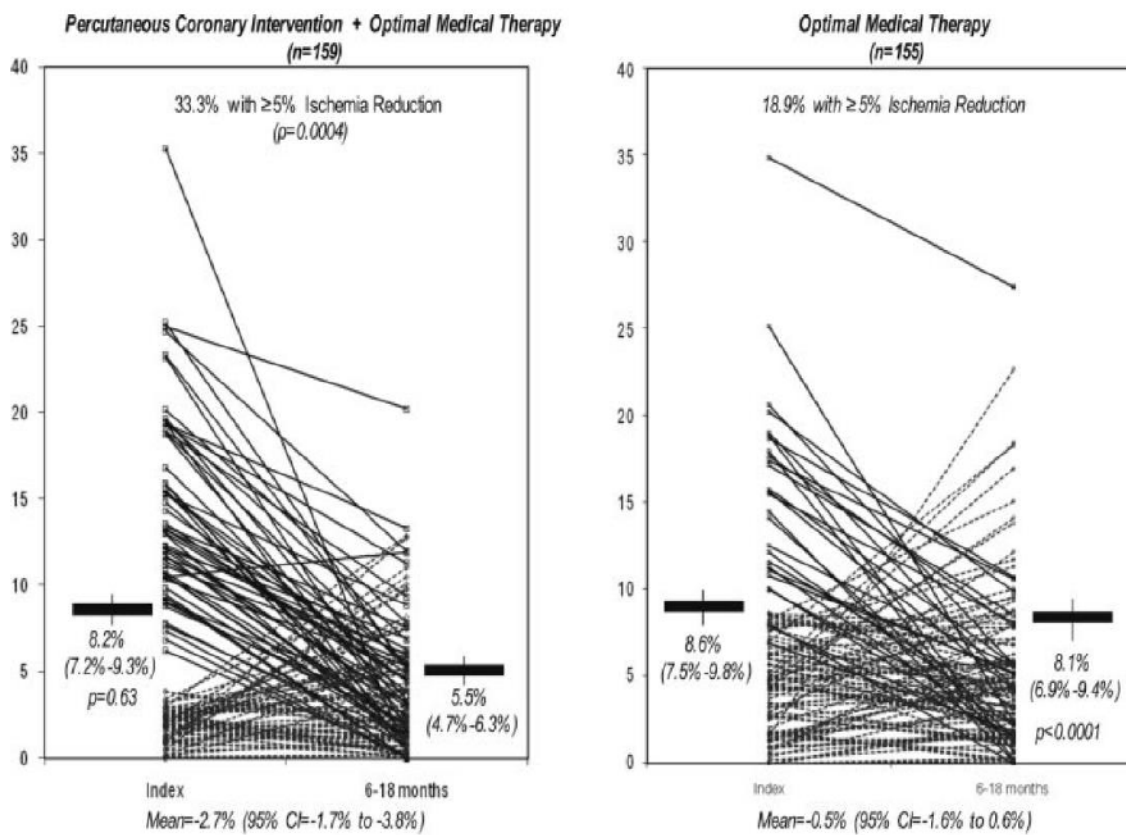 Percutaneous Coronary Intervention + Optimal Medical Therapy
(n=159)
40
35
30
25
20
15
10
5
0
33.3% with ≥5% Ischemia Reduction
(p=0.0004)
8.2%
(7.2%-9.3%)
p=0.63
5.5%
(4.7%-6.3%)
Index
6-18 months
Mean=-2.7% (95% CI=-1.7% to -3.8%)
Optimal Medical Therapy
(n=155)
40
35
30
25
20
15
10
5
0
18.9% with ≥ 5% Ischemia Reduction
8.6%
(7.5%-9.8%)
8.1%
(6.9%-9.4%)
p<0.0001
Index
6-18 months
Mean=-0.5% (95% CI=-1.6% to 0.6%)